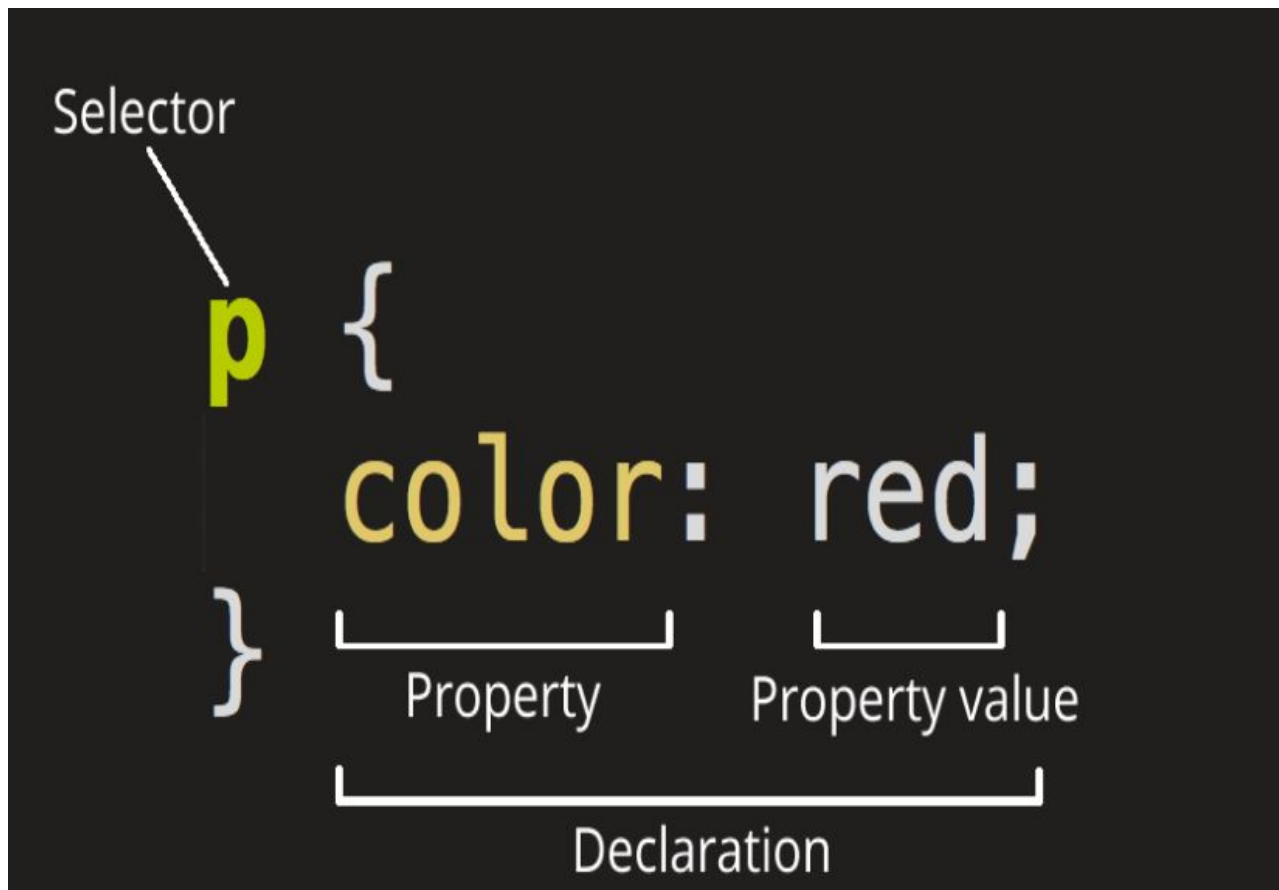 Selector
p {
color: red;
}
Property
Property value
Declaration